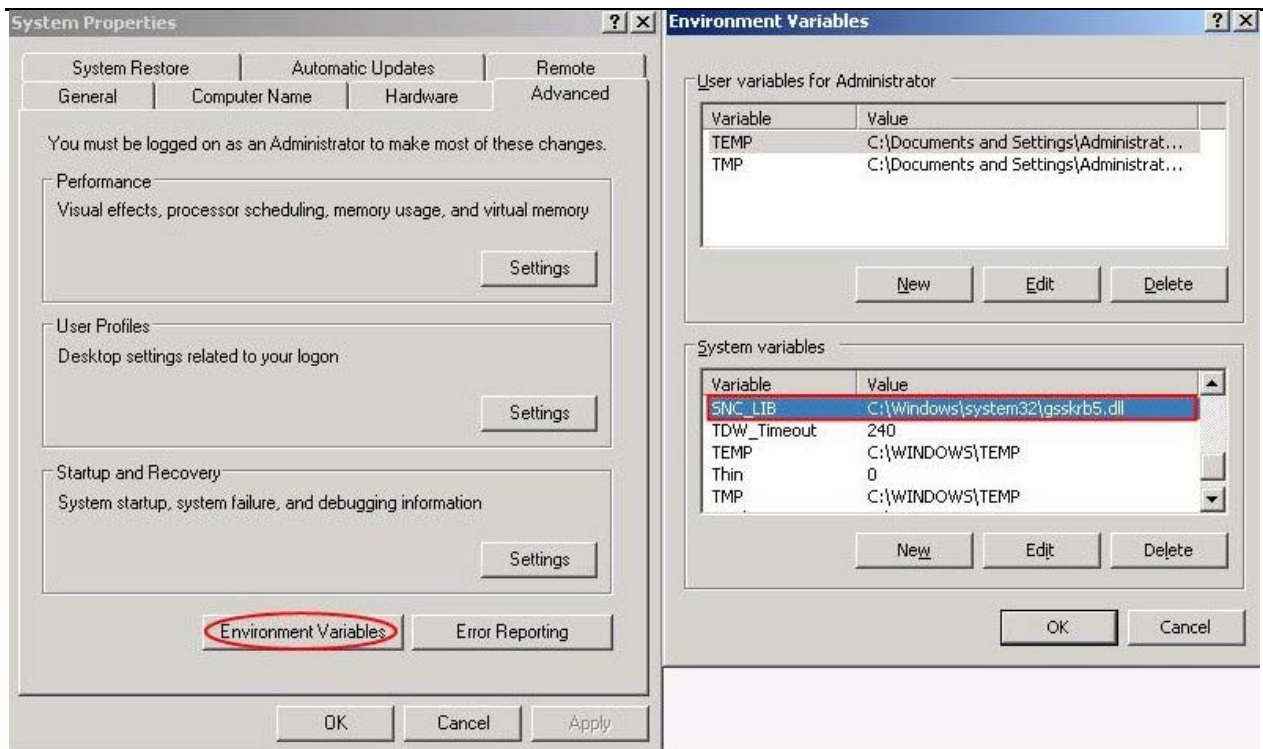 System Properties
System Restore Automatic Updates Remote
General Computer Name Hardware Advanced
You must be logged on as an Administrator to make most of these changes.
Performance
Visual effects, processor scheduling, memory usage, and virtual memory
Settings
User Profiles
Desktop settings related to your logon
Settings
Startup and Recovery
System startup, system failure, and debugging information
Settings
Environment Variables Error Reporting
OK Cancel Apply
Environment Variables
User variables for Administrator
Variable Value
TEMP C:\Documents and Settings\Administrat...
TMP C:\Documents and Settings\Administrat...
New Edit Delete
System variables
Variable Value
SNC_LIB C:\Windows\system32\gsskrb5.dll
TDW_Timeout 240
TEMP C:\WINDOWS\TEMP
Thin 0
TMP C:\WINDOWS\TEMP
New Edit Delete
OK Cancel